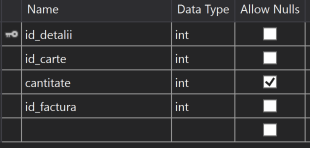 Name Data Type Allow Nulls
id_detalii int
id_carte int
cantitate int
id_factura int